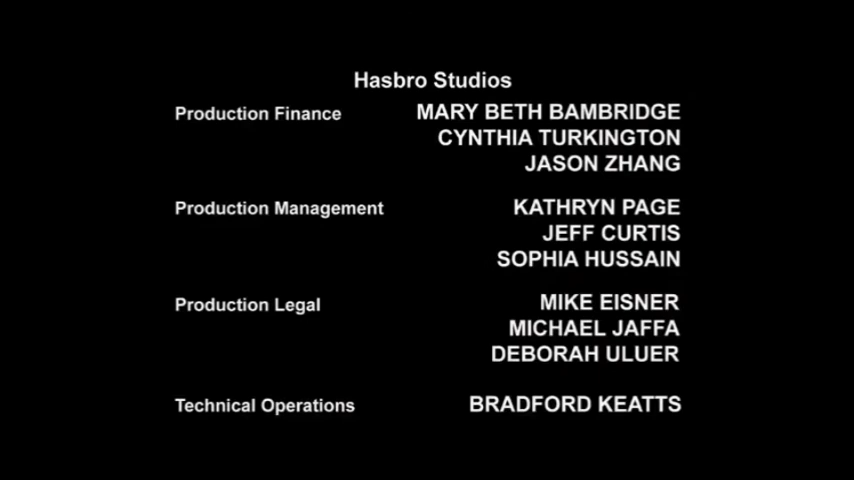 Hasbro Studios
Production Finance MARY BETH BAMBRIDGE
CYNTHIA TURKINGTON
JASON ZHANG
Production Management KATHRYN PAGE
JEFF CURTIS
SOPHIA HUSSAIN
Production Legal MIKE EISNER
MICHAEL JAFFA
DEBORAH ULUER
Technical Operations BRADFORD KEATTS